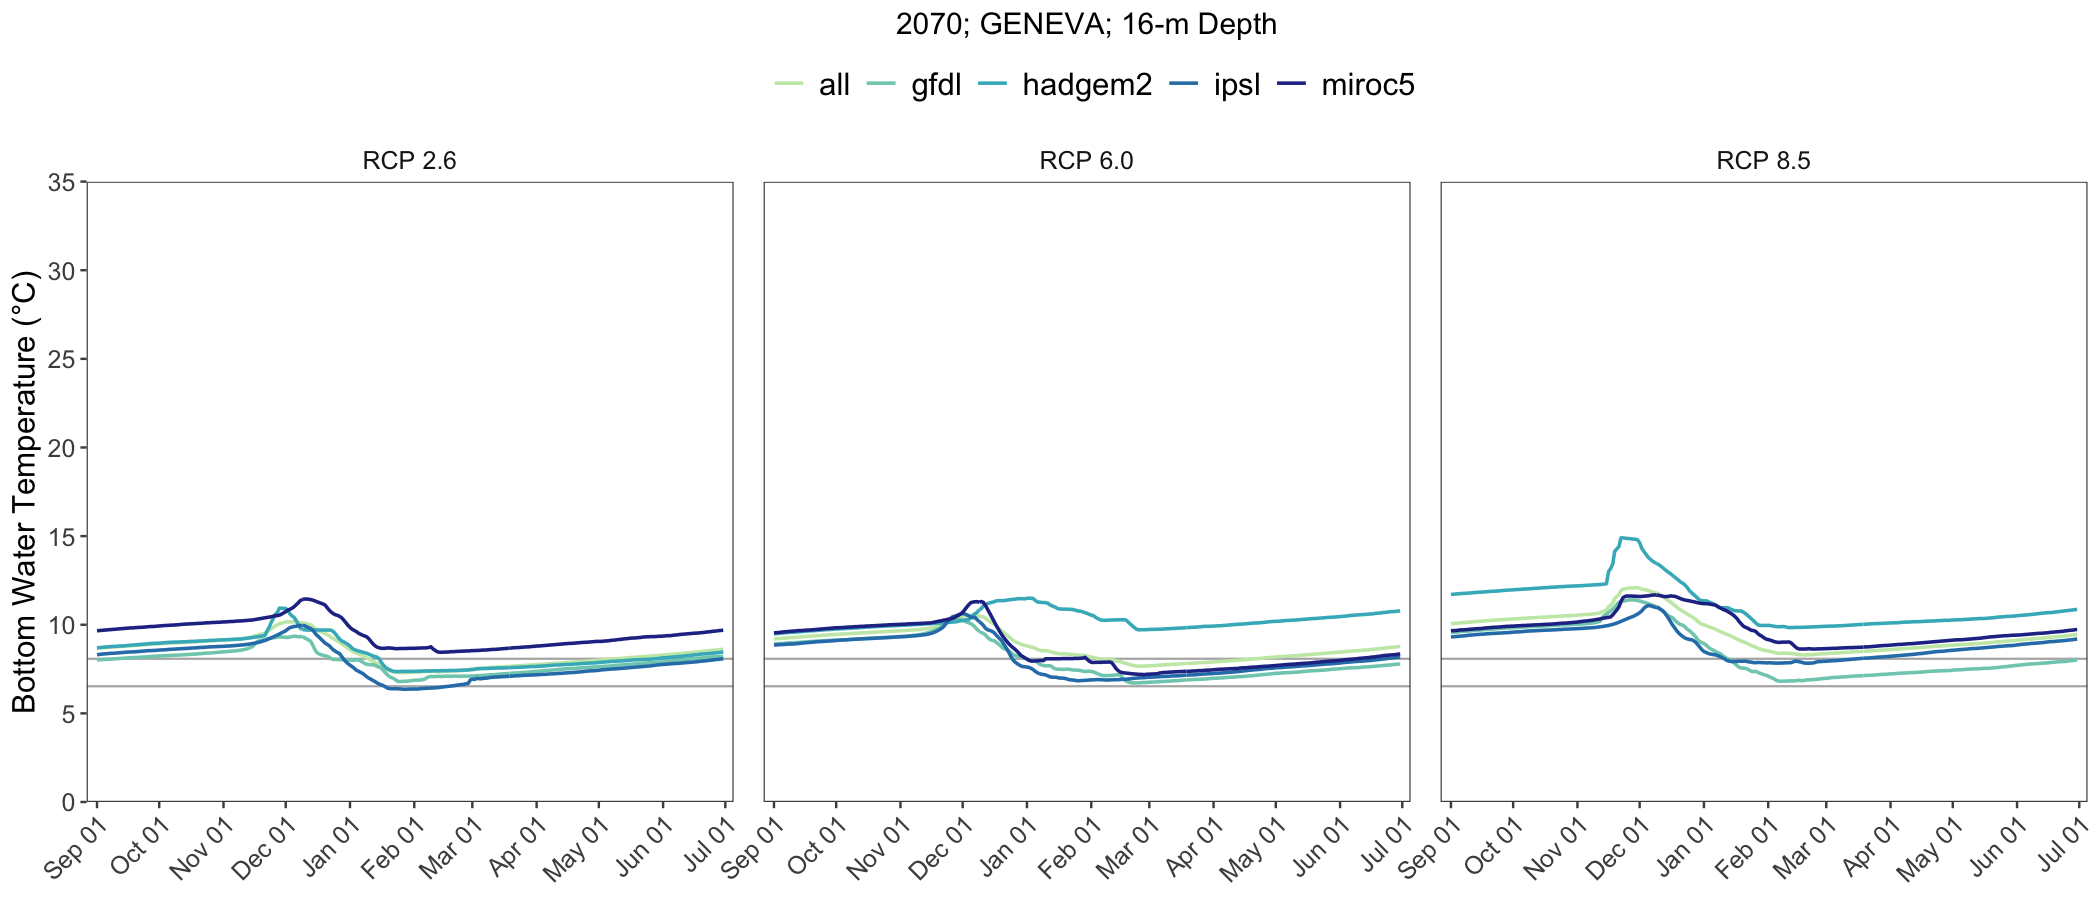 2070; GENEVA; 16-m Depth
all gfdl hadgem2 ipsl miroc5
RCP 2.6 RCP 6.0 RCP 8.5
Bottom Water Temperature (°C)
35
30
25
20
15
10
5
0
Sep 01 Oct 01 Nov 01 Dec 01 Jan 01 Feb 01 Mar 01 Apr 01 May 01 Jun 01 Jul 01
Sep 01 Oct 01 Nov 01 Dec 01 Jan 01 Feb 01 Mar 01 Apr 01 May 01 Jun 01 Jul 01
Sep 01 Oct 01 Nov 01 Dec 01 Jan 01 Feb 01 Mar 01 Apr 01 May 01 Jun 01 Jul 01